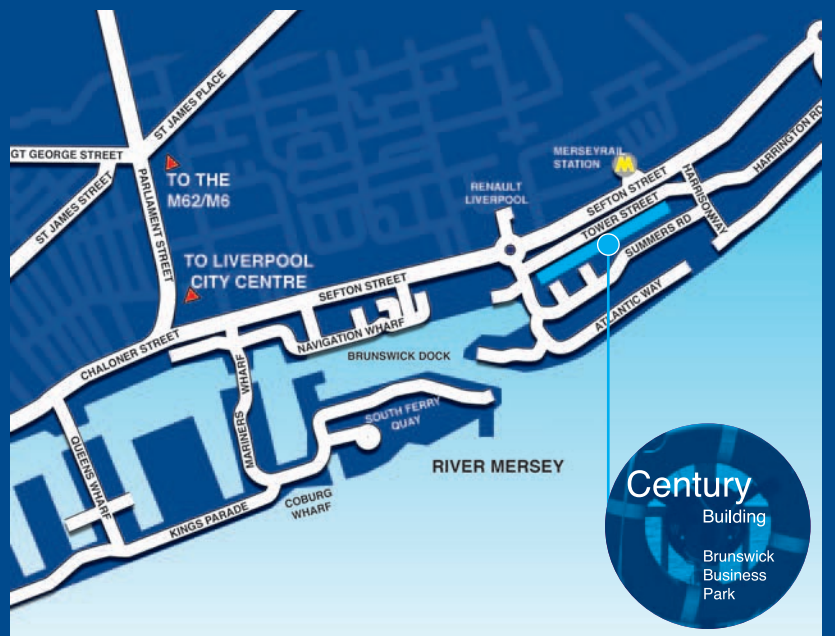 ST JAMES PLACE
GT GEORGE STREET
ST JAMES STREET
PARLIAMENT STREET
TO THE
M62/M6
TO LIVERPOOL
CITY CENTRE
MERSEYRAIL
STATION
M
RENAULT
LIVERPOOL
SEFTON STREET
TOWER STREET
HARRISONWAY
HARRINGTON RD
SUMMERS RD
ATLANTIC WAY
SEFTON STREET
NAVIGATION WHARF
BRUNSWICK DOCK
CHALONER STREET
MARINERS WHARF
QUEENS WHARF
SOUTH FERRY
QUAY
RIVER MERSEY
COBURG
WHARF
KINGS PARADE
Century
Building
Brunswick
Business
Park